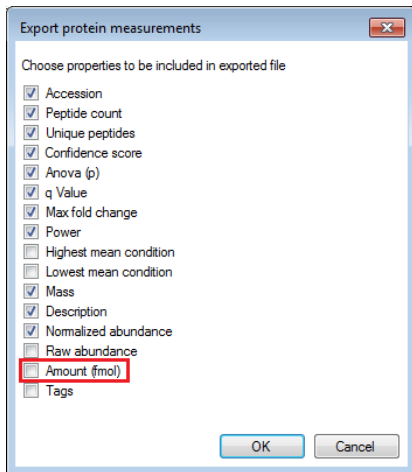 Export protein measurements
Choose properties to be included in exported file
Accession
Peptide count
Unique peptides
Confidence score
Anova (p)
q Value
Max fold change
Power
Highest mean condition
Lowest mean condition
Mass
Description
Normalized abundance
Raw abundance
Amount (fmol)
Tags
OK Cancel